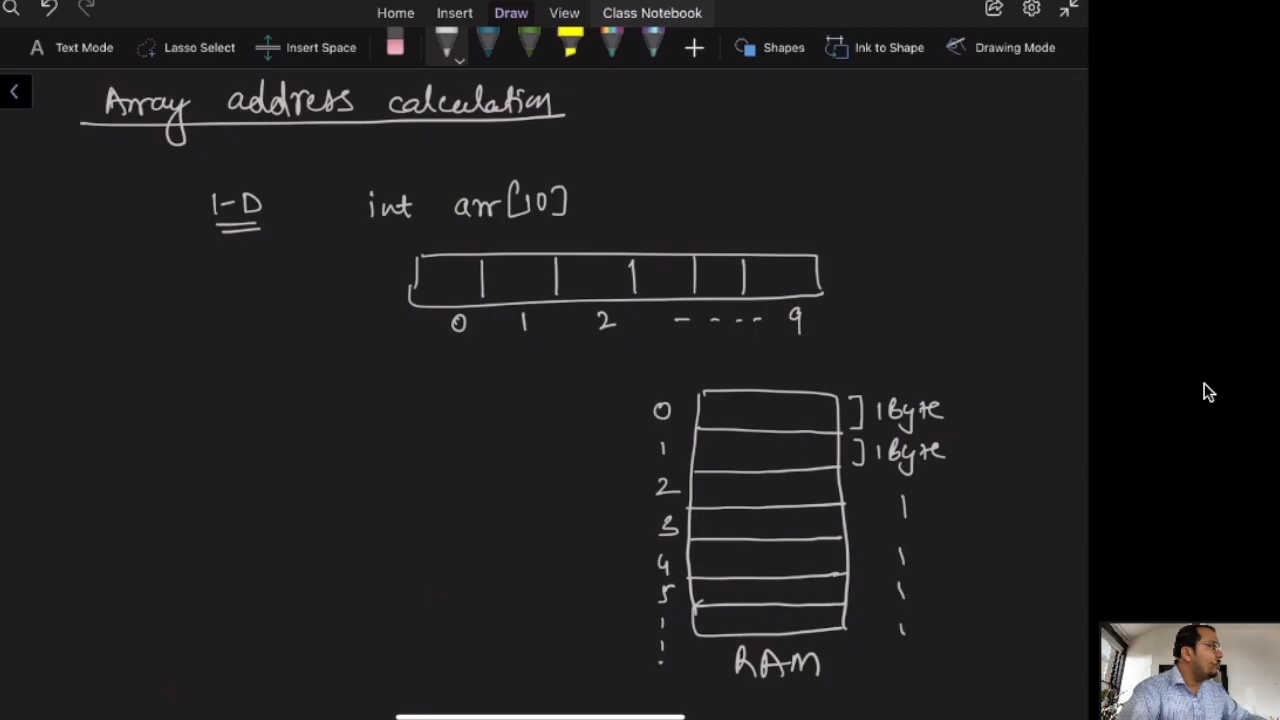 Home Insert Draw View Class Notebook
Text Mode Lasso Select Insert Space Shapes Ink to Shape Drawing Mode
Array address calculation
1-D int arr[10]
0 1 2 - - - - 9
0 ] 1Byte
1 ] 1Byte
2
3
4
5
RAM